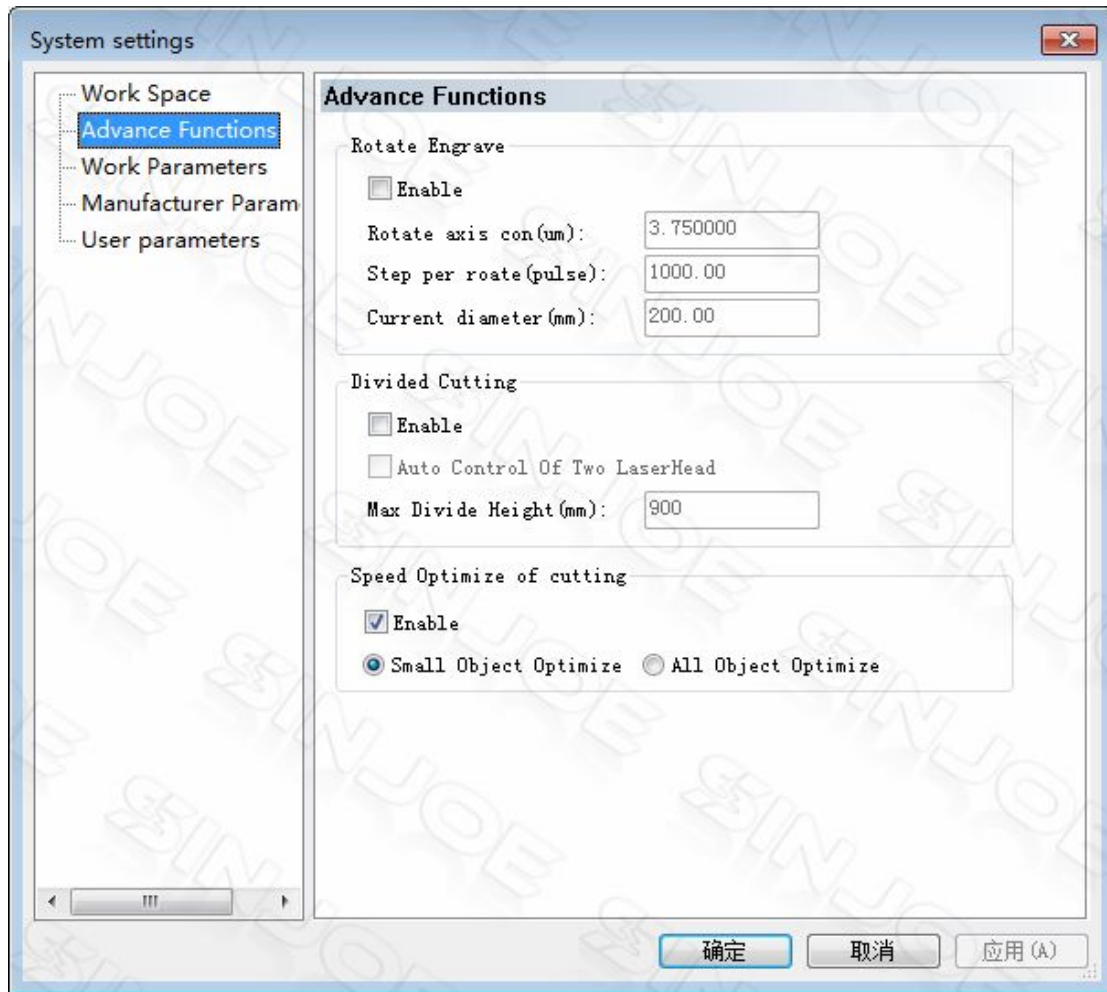 System settings
Work Space
Advance Functions
Work Parameters
Manufacturer Param
User parameters
Advance Functions
Rotate Engrave
Enable
Rotate axis con(um): 3.750000
Step per roate(pulse): 1000.00
Current diameter(mm): 200.00
Divided Cutting
Enable
Auto Control Of Two LaserHead
Max Divide Height(mm): 900
Speed Optimize of cutting
Enable
Small Object Optimize All Object Optimize
确定 取消 应用(A)
SINJOE